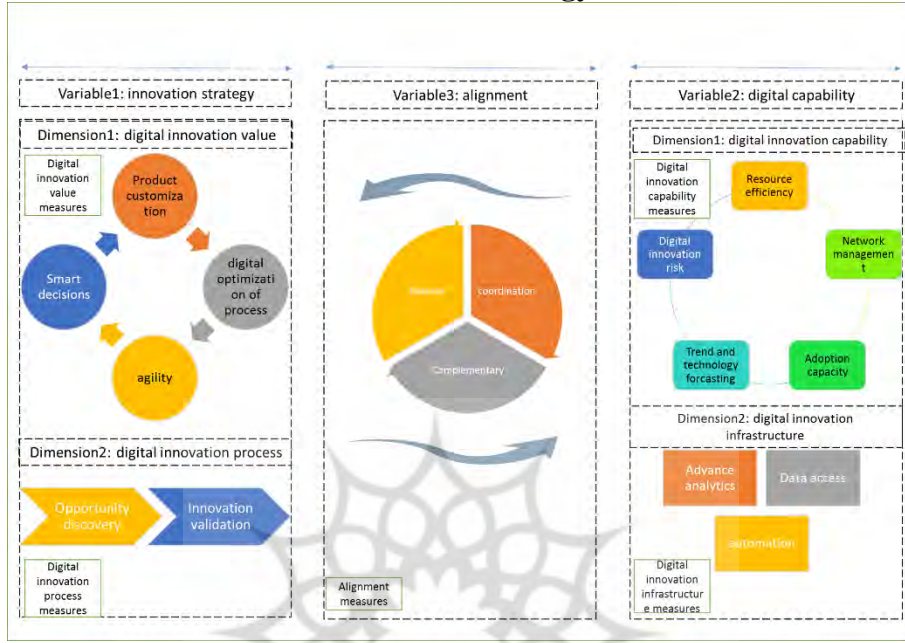 Variable1: innovation strategy
Dimension1: digital innovation value
Digital
innovation
value
measures
Product
customiza
tion
digital
optimizati
on of
process
agility
Smart
decisions
Dimension2: digital innovation process
Opportunity
discovery
Innovation
validation
Digital
innovation
process
measures
Variable3: alignment
coordination
Complementary
Alignment
measures
Variable2: digital capability
Dimension1: digital innovation capability
Digital
innovation
capability
measures
Resource
efficiency
Network
managemen
t
Adoption
capacity
Trend and
technology
forcasting
Digital
innovation
risk
Dimension2: digital innovation
infrastructure
Advance
analytics
Data access
automation
Digital
innovation
infrastructur
e measures